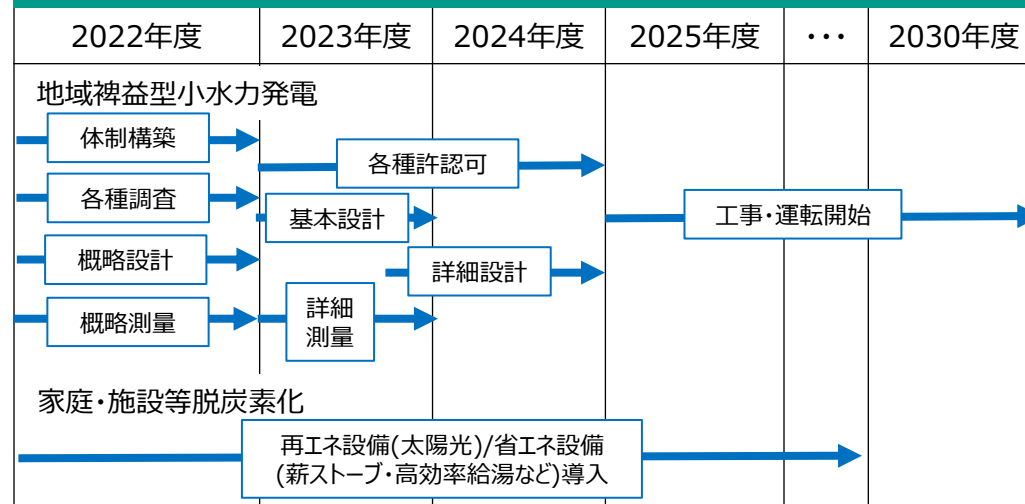 2022年度
2023年度
2024年度
2025年度
・・・
2030年度
地域裨益型小水力発電
体制構築
各種許認可
各種調査
基本設計
工事・運転開始
概略設計
詳細設計
概略測量
詳細
測量
家庭・施設等脱炭素化
再エネ設備(太陽光)/省エネ設備
(薪ストーブ・高効率給湯など)導入